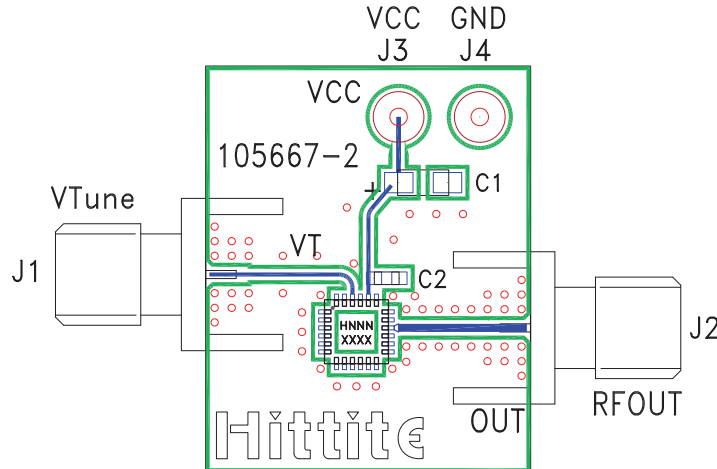 VCC GND
J3 J4
VCC
105667-2
C1
VTune
VT
J1
C2
HNNN
XXXX
J2
OUT
RFOUT
Hittite